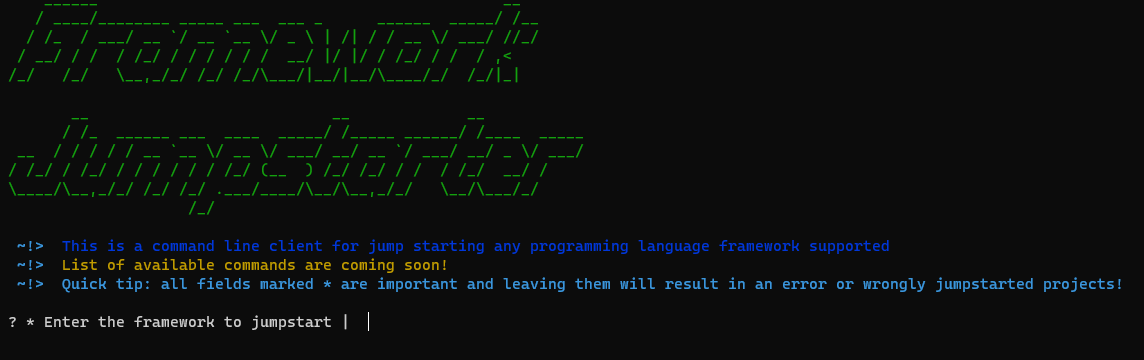 Framework
Jumpstarter
~!> This is a command line client for jump starting any programming language framework supported
~!> List of available commands are coming soon!
~!> Quick tip: all fields marked * are important and leaving them will result in an error or wrongly jumpstarted projects!
? * Enter the framework to jumpstart |